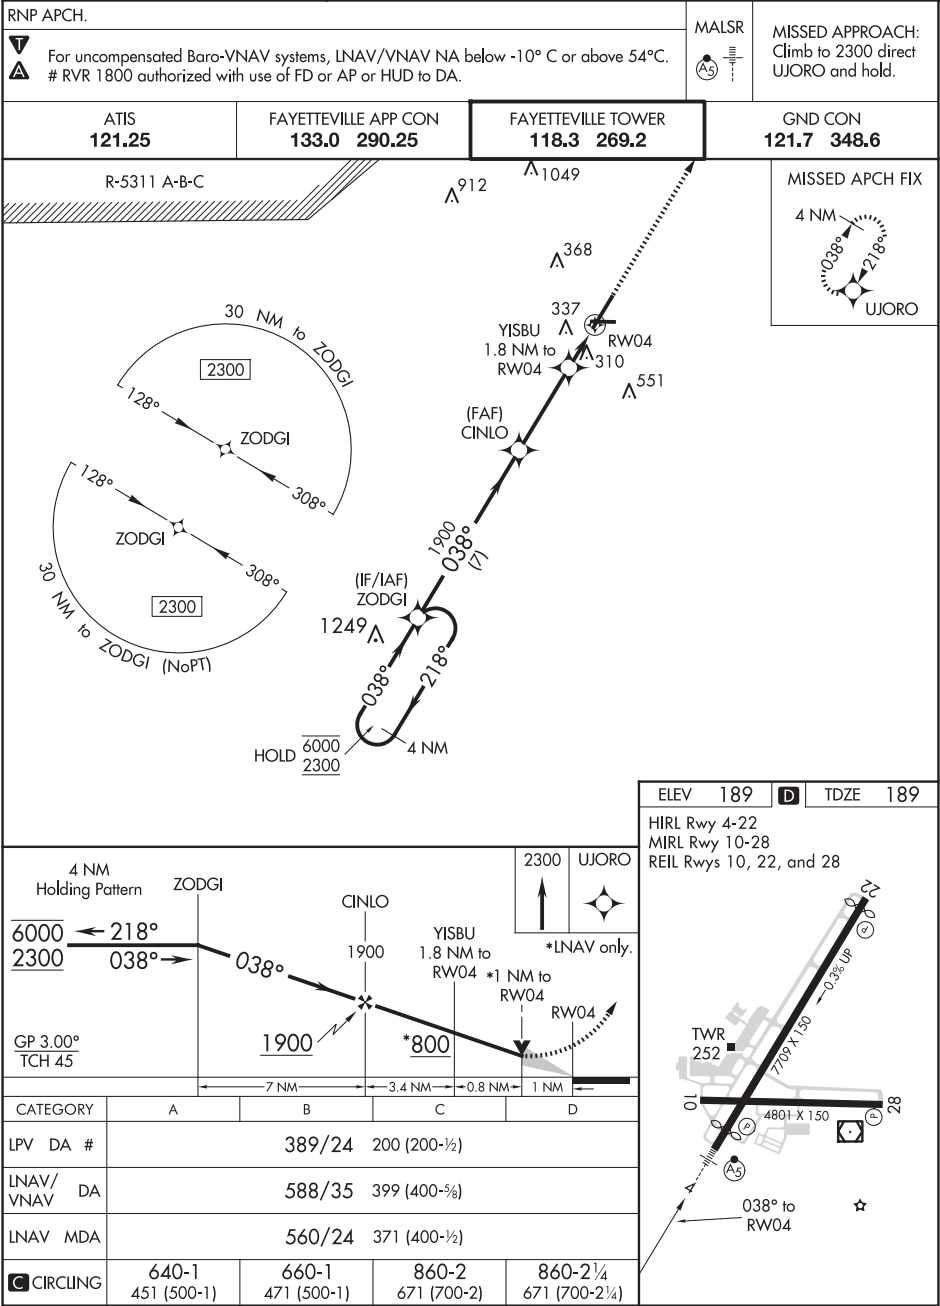 RNP APCH.
T
A
For uncompensated Baro-VNAV systems, LNAV/VNAV NA below -10° C or above 54°C.
# RVR 1800 authorized with use of FD or AP or HUD to DA.
MALSR
A5
MISSED APPROACH:
Climb to 2300 direct
UJORO and hold.
ATIS
121.25
FAYETTEVILLE APP CON
133.0 290.25
FAYETTEVILLE TOWER
118.3 269.2
GND CON
121.7 348.6
R-5311 A-B-C
912
1049
368
337
310
551
1249
MISSED APCH FIX
4 NM
038°
218°
UJORO
30 NM to ZODGI
2300
128°
ZODGI
308°
128°
ZODGI
308°
2300
30 NM to ZODGI (NoPT)
YISBU
1.8 NM to
RW04
RW04
(FAF)
CINLO
1900
038°
(7)
(IF/IAF)
ZODGI
038°
218°
HOLD 6000
2300
4 NM
ELEV 189 D TDZE 189
HIRL Rwy 4-22
MIRL Rwy 10-28
REIL Rwys 10, 22, and 28
22
P
0.3% UP
7709 X 150
TWR
252
10
4801 X 150
28
P
P
A5
4
038° to
RW04
4 NM
Holding Pattern
ZODGI
6000
2300
218°
038°
038°
CINLO
1900
YISBU
1.8 NM to
RW04
*1 NM to
RW04
RW04
2300
UJORO
*LNAV only.
GP 3.00°
TCH 45
1900
*800
7 NM
3.4 NM
0.8 NM
1 NM
CATEGORY A B C D
LPV DA # 389/24 200 (200-½)
LNAV/
VNAV DA 588/35 399 (400-⅝)
LNAV MDA 560/24 371 (400-½)
C CIRCLING
640-1
451 (500-1)
660-1
471 (500-1)
860-2
671 (700-2)
860-2¼
671 (700-2¼)